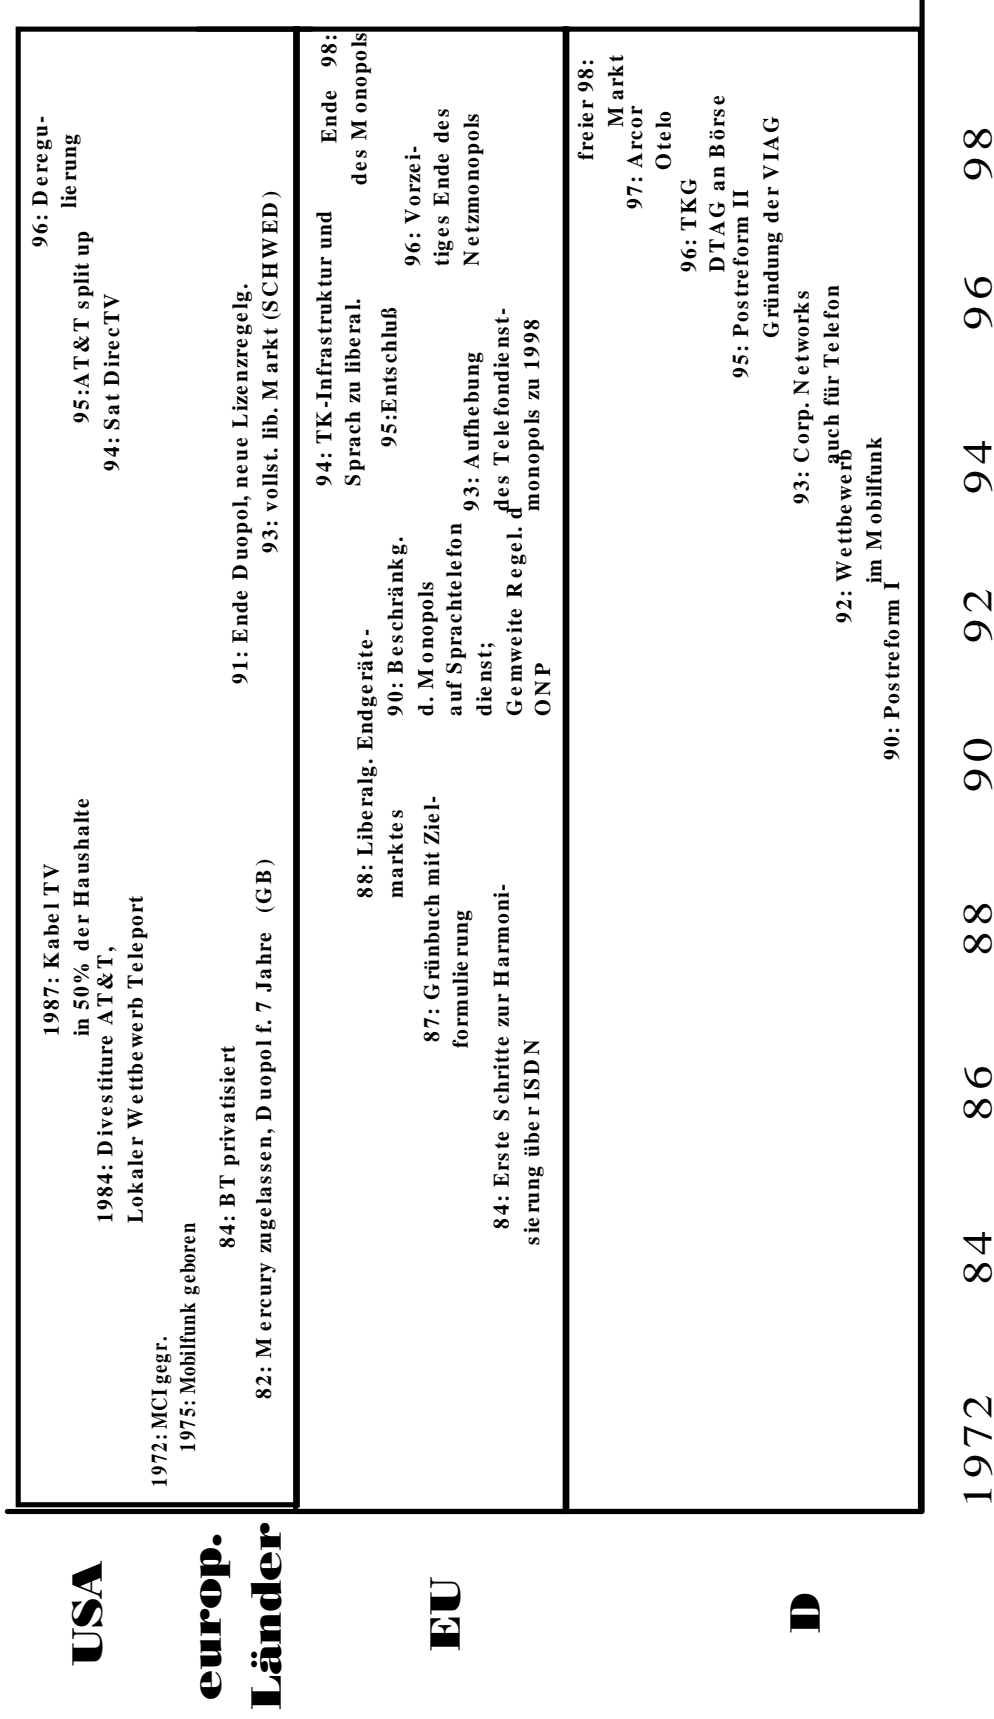 USA
96: Deregu-
lierung
95:AT&T split up
94: Sat DirecTV
1987: Kabel TV
in 50% der Haushalte
1984: Divestiture AT&T,
Lokaler Wettbewerb Teleport
1972: MCI gegr.
1975: Mobilfunk geboren
europ.
Länder
84: BT privatisiert
91: Ende Duopol, neue Lizenzregelg.
82: Mercury zugelassen, Duopol f. 7 Jahre (GB)
93: vollst. lib. Markt (SCHWED)
EU
Ende 98:
des Monopols
94: TK-Infrastruktur und
Sprach zu liberal.
88: Liberalg. Endgeräte-
marktes
95:Entschluß
96: Vorzei-
tiges Ende des
Netzmonopols
90: Beschränkg.
d. Monopols
auf Sprachtelefon
dienst;
Gemweite Regel. d
ONP
87: Grünbuch mit Ziel-
formulierung
93: Aufhebung
des Telefondienst-
monopols zu 1998
84: Erste Schritte zur Harmoni-
sierung über ISDN
D
freier 98:
Markt
97: Arcor
Otelo
96: TKG
DTAG an Börse
95: Postreform II
Gründung der VIAG
93: Corp. Networks
auch für Telefon
92: Wettbewerb
im Mobilfunk
90: Postreform I
1972 84 86 88 90 92 94 96 98